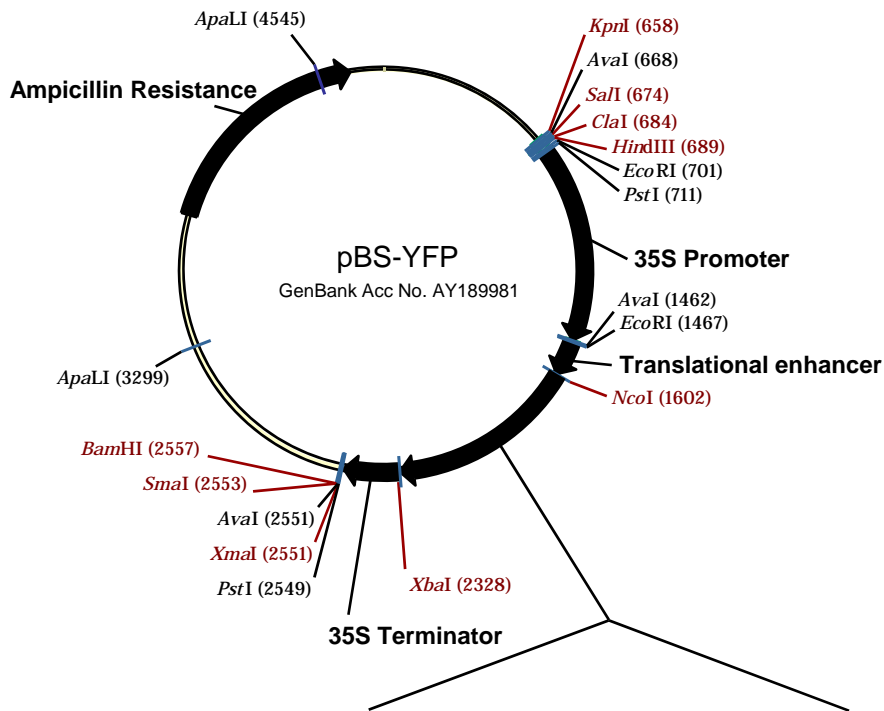 ApaLI (4545)
KpnI (658)
AvaI (668)
Ampicillin Resistance
SalI (674)
ClaI (684)
HindIII (689)
EcoRI (701)
PstI (711)
pBS-YFP
GenBank Acc No. AY189981
35S Promoter
AvaI (1462)
EcoRI (1467)
Translational enhancer
ApaLI (3299)
NcoI (1602)
BamHI (2557)
SmaI (2553)
AvaI (2551)
XmaI (2551)
PstI (2549)
XbaI (2328)
35S Terminator